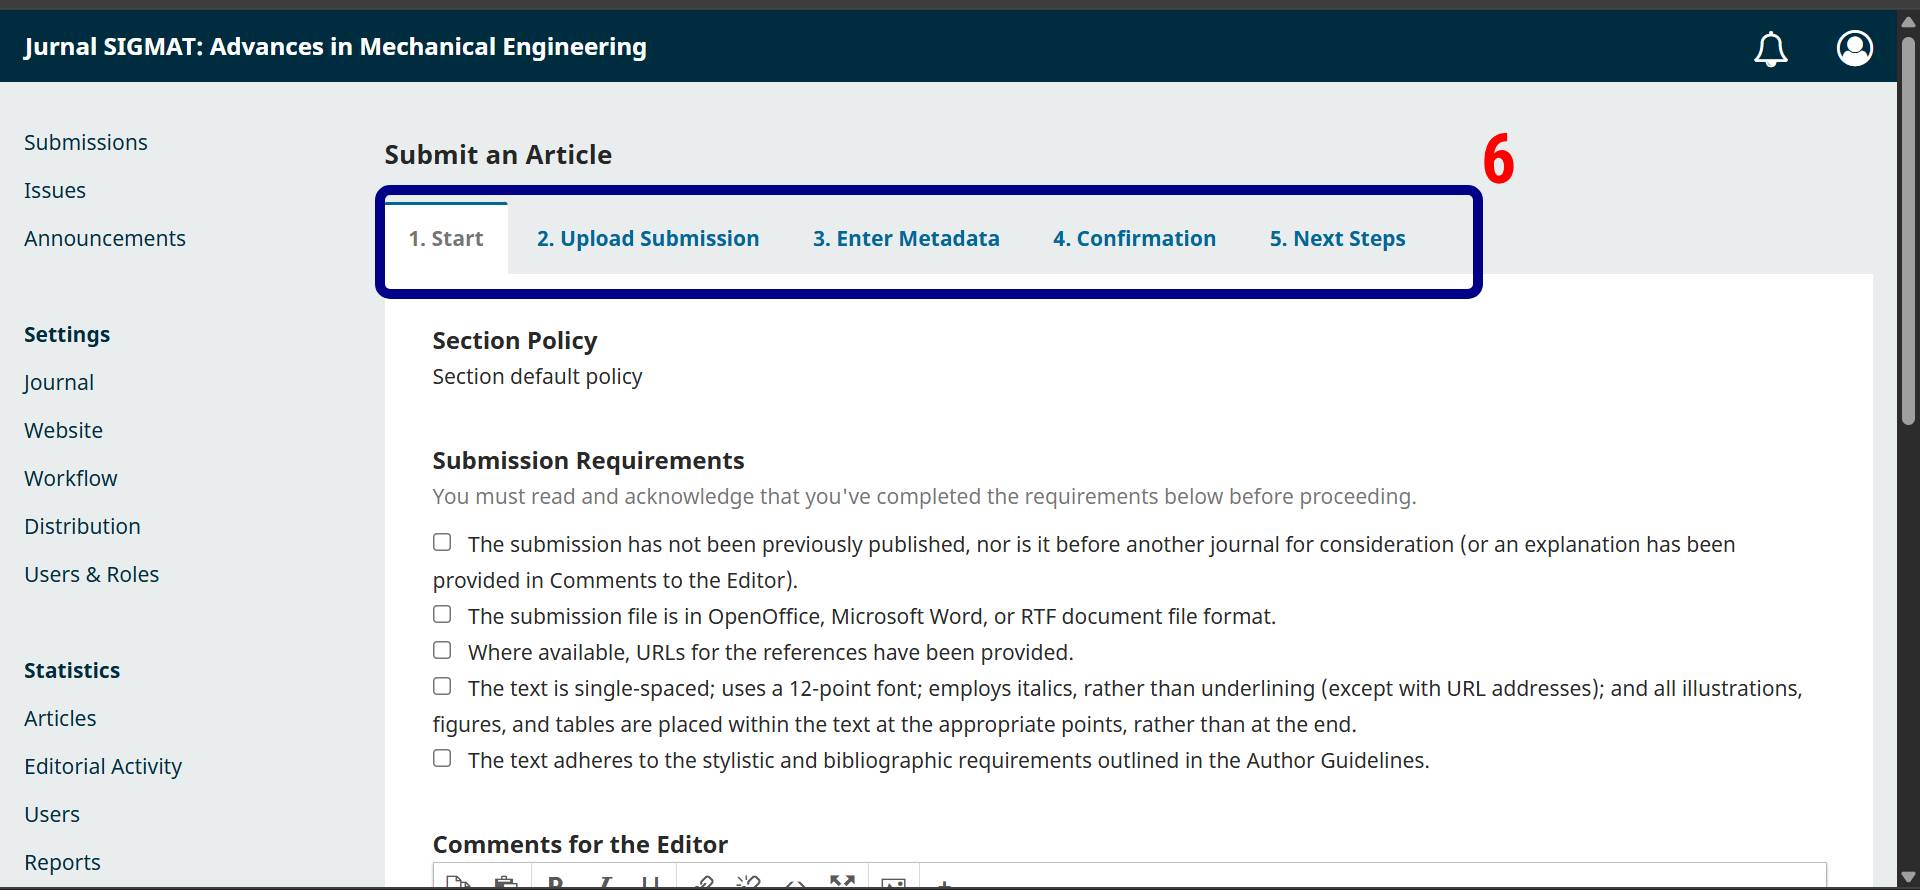 Jurnal SIGMAT: Advances in Mechanical Engineering
Submissions
Issues
Announcements
Settings
Journal
Website
Workflow
Distribution
Users & Roles
Statistics
Articles
Editorial Activity
Users
Reports
Submit an Article
6
1. Start
2. Upload Submission
3. Enter Metadata
4. Confirmation
5. Next Steps
Section Policy
Section default policy
Submission Requirements
You must read and acknowledge that you've completed the requirements below before proceeding.
The submission has not been previously published, nor is it before another journal for consideration (or an explanation has been
provided in Comments to the Editor).
The submission file is in OpenOffice, Microsoft Word, or RTF document file format.
Where available, URLs for the references have been provided.
The text is single-spaced; uses a 12-point font; employs italics, rather than underlining (except with URL addresses); and all illustrations,
figures, and tables are placed within the text at the appropriate points, rather than at the end.
The text adheres to the stylistic and bibliographic requirements outlined in the Author Guidelines.
Comments for the Editor